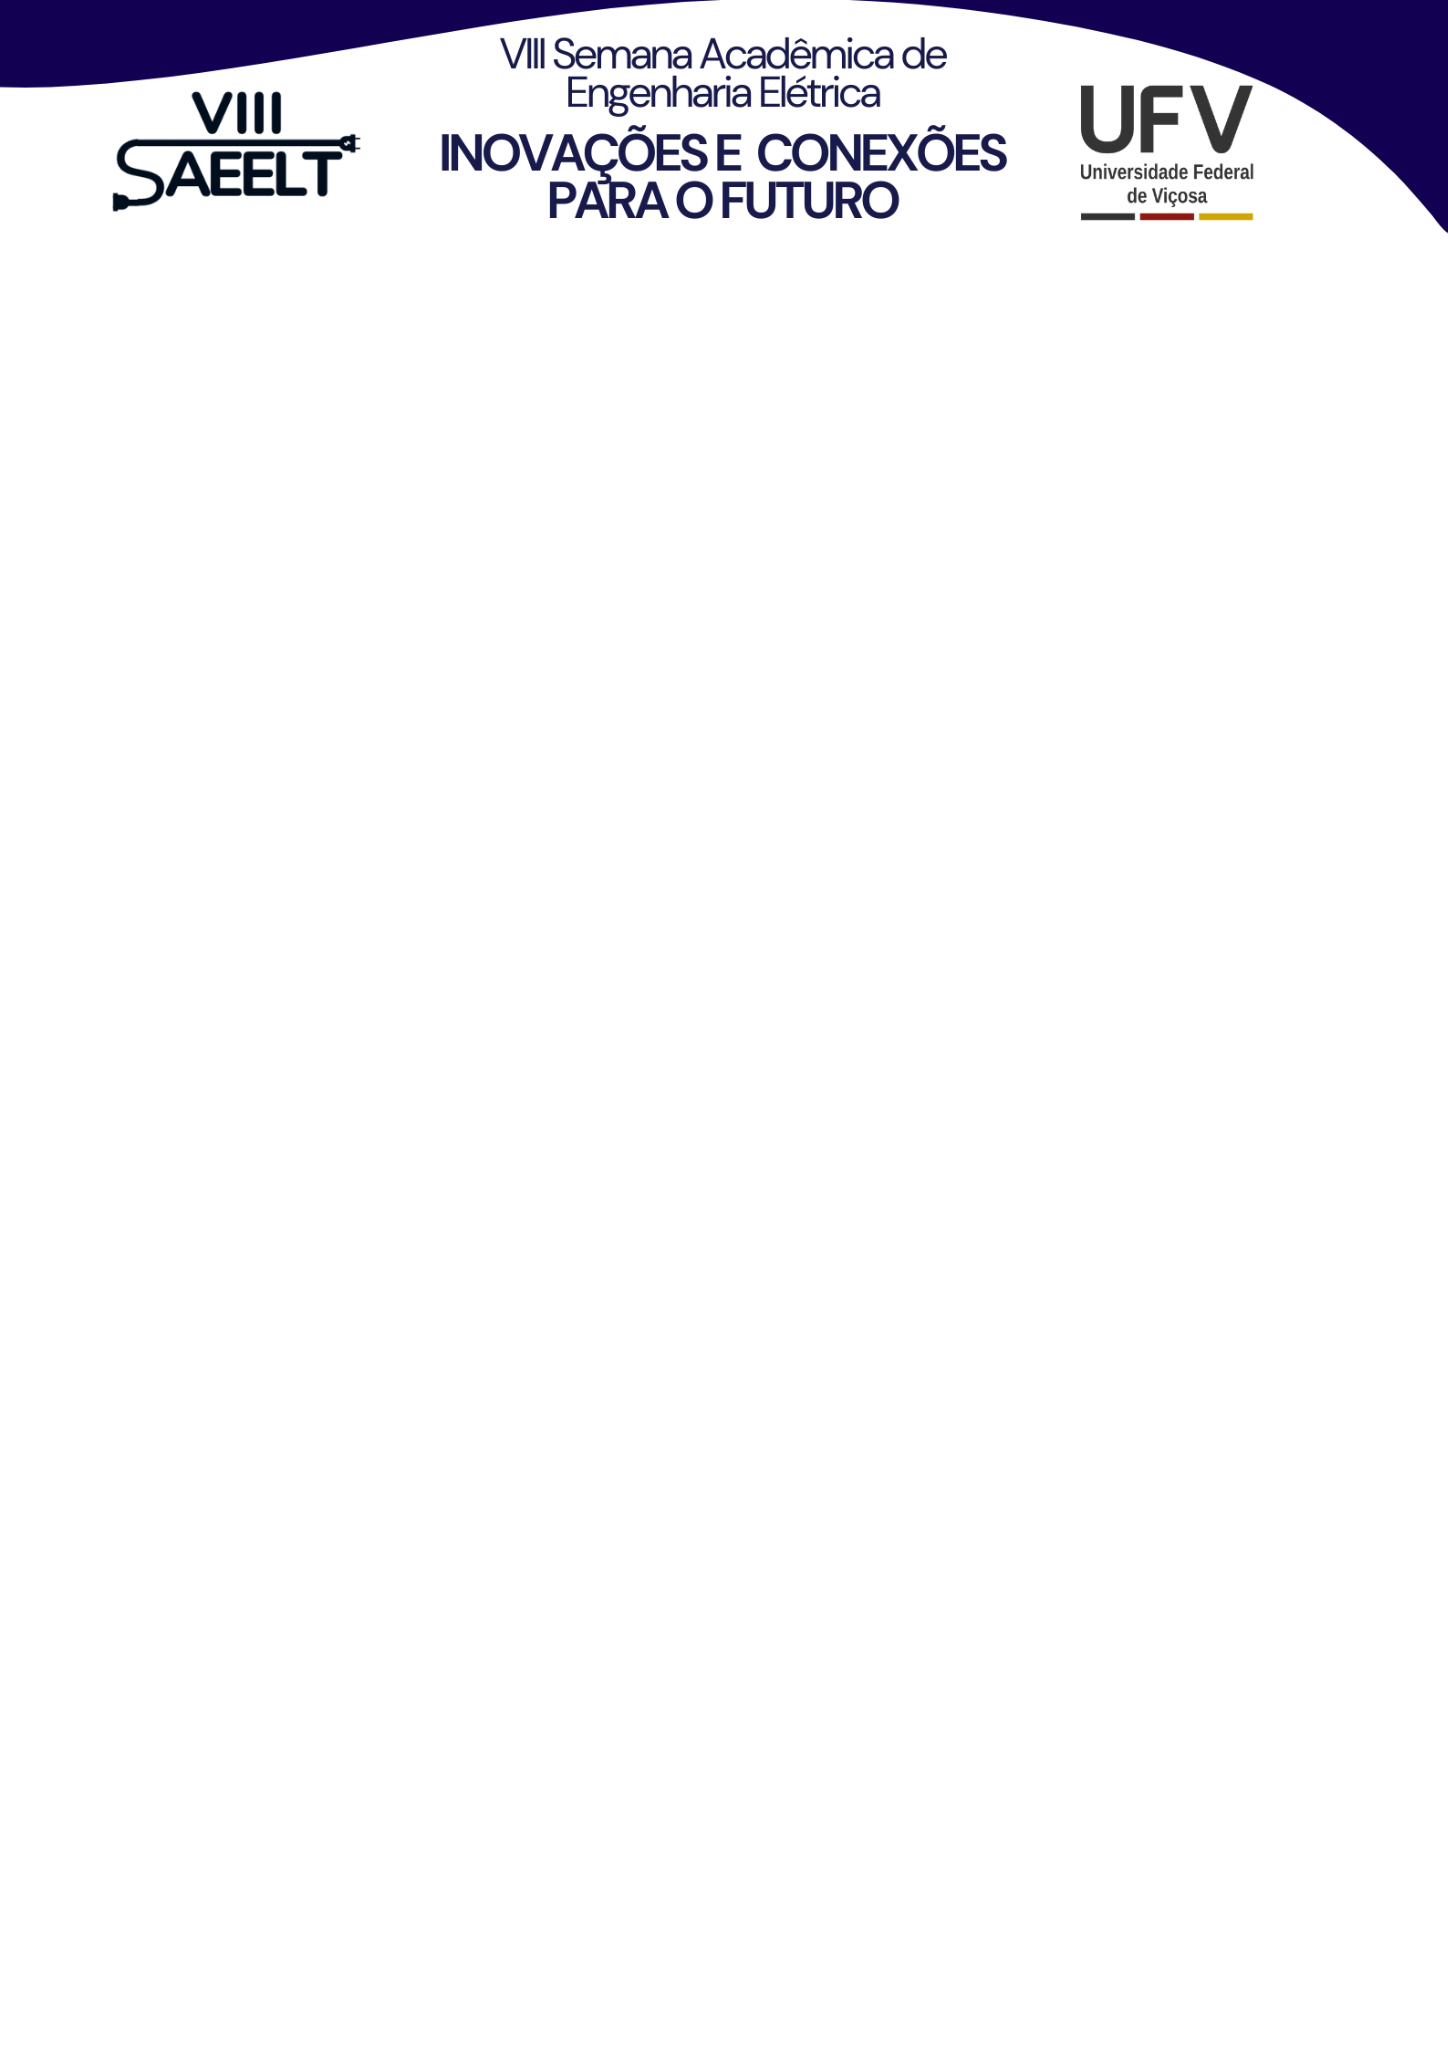 VIII Semana Acadêmica de
Engenharia Elétrica
INOVAÇÕES E CONEXÕES
PARA O FUTURO
VIII
SAEELT
UFV
Universidade Federal
de Viçosa